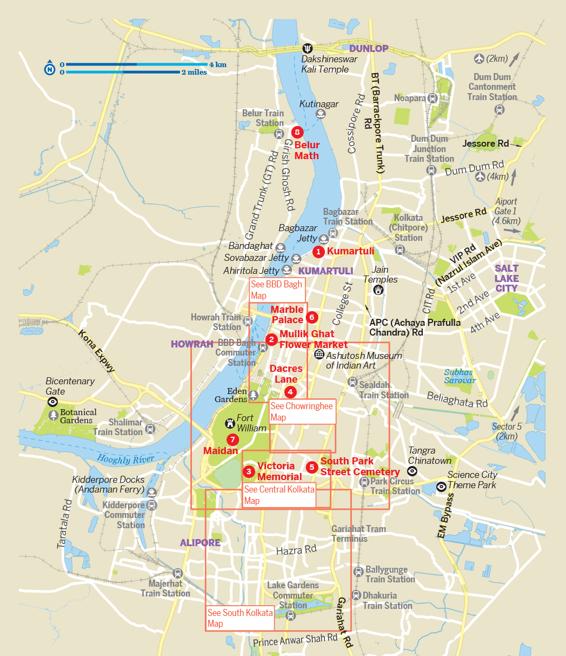 DUNLOP
Dakshineswar
Kali Temple
(2km)
0 4 km
0 2 miles
N
Dum Dum
Cantonment
Train Station
Noapara
BT (Barrackpore Trunk)
Rd
Kutinagar
Cossipore Rd
Belur Train
Station
8
Belur
Math
Girish Ghosh Rd
Grand Trunk (GT) Rd
Dum Dum
Junction
Train Station
Jessore Rd
Dum Dum Rd
(4km)
Airport
Gate 1
(4.6km)
Jessore Rd
Bagbazar
Train Station
Kolkata
(Chitpore)
Station
Bagbazar
Jetty
Bandaghat
Sovabazar Jetty
Ahiritola Jetty
1 Kumartuli
KUMARTULI
VIP Rd
(Nazrul Islam Ave)
SALT
LAKE
CITY
Jain
Temples
1st Ave
2nd Ave
4th Ave
CIT Rd
See BBD Bagh
Map
College St
Marble
Palace 6
APC (Achaya Prafulla
Chandra) Rd
Howrah Train
Station
2 Mullik Ghat
Flower Market
HOWRAH
BBD Bagh
Commuter
Station
Ashutosh Museum
of Indian Art
Kona Expwy
Dacres
Lane
4
Subhas
Sarovar
Sealdah
Train Station
Beliaghata Rd
Bicentenary
Gate
Botanical
Gardens
Eden
Gardens
See Chowringhee
Map
Shalimar
Train Station
Fort
William
7
Maidan
Sector 5
(2km)
Hooghly River
Tangra
Chinatown
3 Victoria
Memorial
5 South Park
Street Cemetery
Science City
Theme Park
Kidderpore Docks
(Andaman Ferry)
See Central Kolkata
Map
Park Circus
Train Station
Kidderpore
Commuter
Station
Taratala Rd
EM Bypass
Gariahat Tram
Terminus
ALIPORE
Hazra Rd
Majerhat
Train Station
Ballygunge
Train Station
Lake Gardens
Commuter
Station
Dhakuria
Train Station
See South Kolkata
Map
Gariahat Rd
Prince Anwar Shah Rd